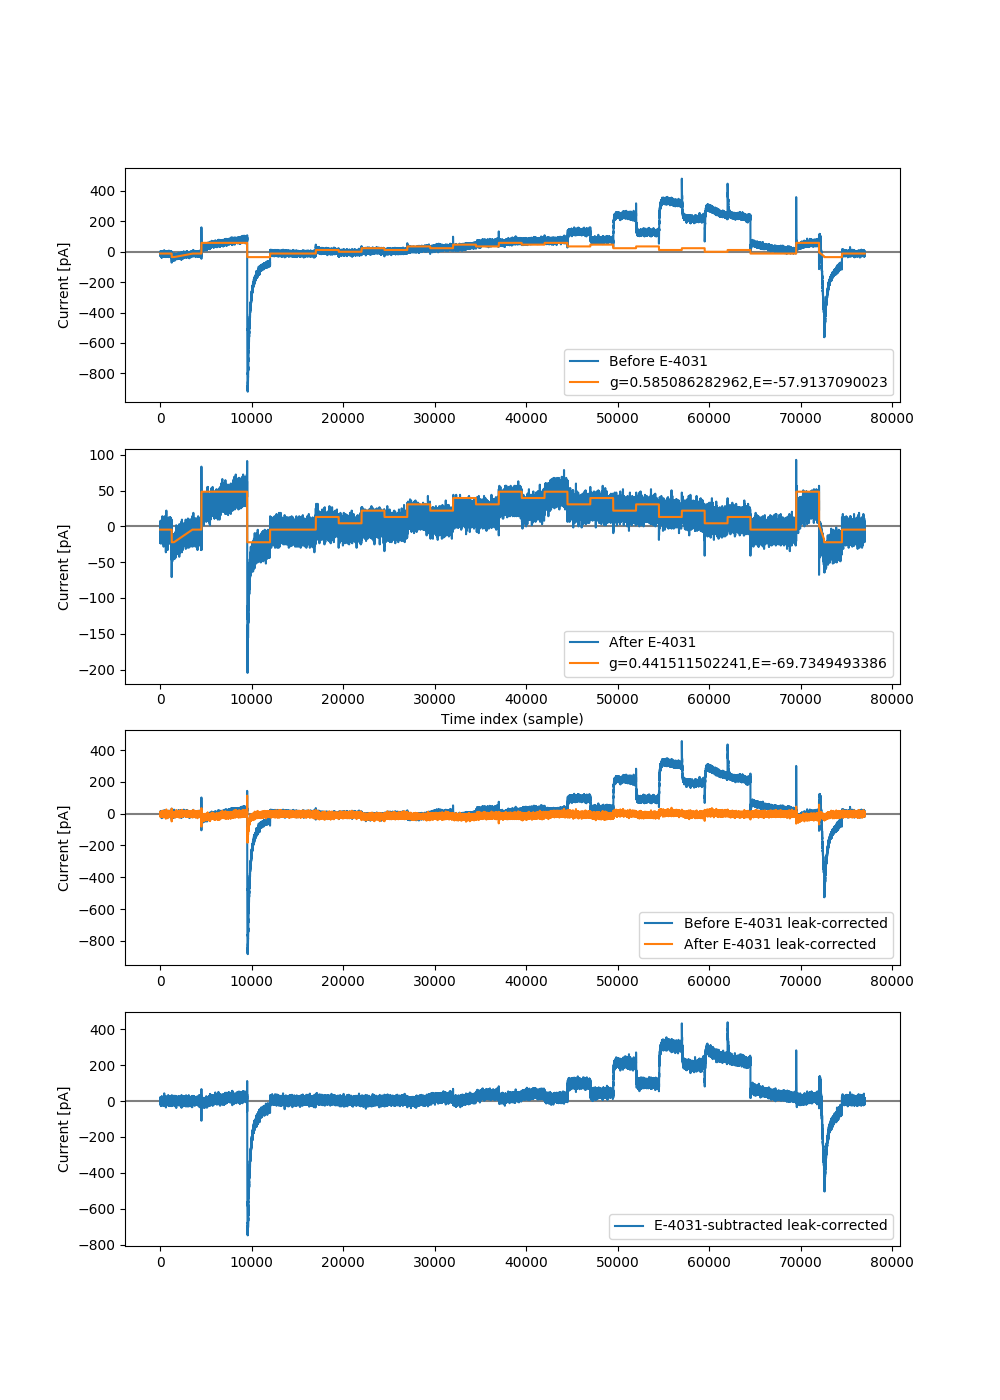 400
200
0
−200
−400
−600
−800
Current [pA]
Before E-4031
g=0.585086282962,E=-57.9137090023
0 10000 20000 30000 40000 50000 60000 70000 80000
100
50
0
−50
−100
−150
−200
Current [pA]
After E-4031
g=0.441511502241,E=-69.7349493386
0 10000 20000 30000 40000 50000 60000 70000 80000
Time index (sample)
400
200
0
−200
−400
−600
−800
Current [pA]
Before E-4031 leak-corrected
After E-4031 leak-corrected
0 10000 20000 30000 40000 50000 60000 70000 80000
400
200
0
−200
−400
−600
−800
Current [pA]
E-4031-subtracted leak-corrected
0 10000 20000 30000 40000 50000 60000 70000 80000